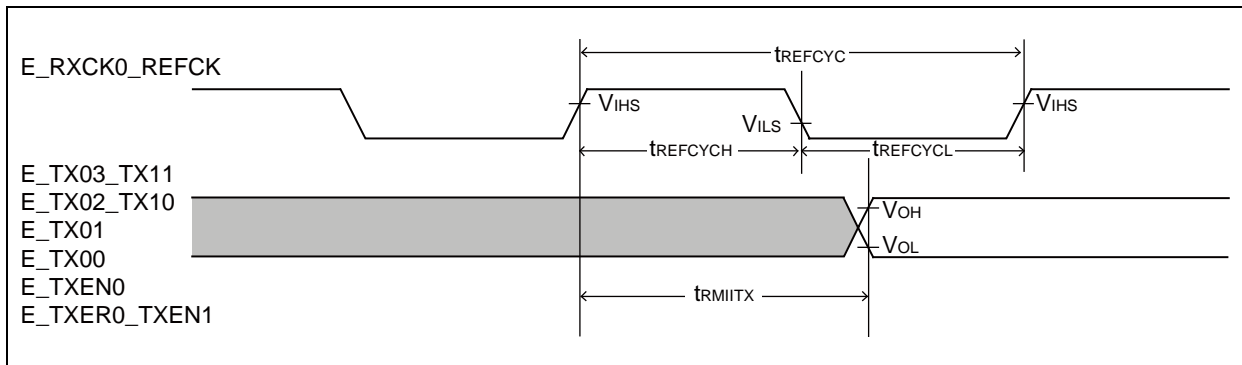 tREFCYC
E_RXCK0_REFCK
VIHS
VIHS
VILS
tREFCYCH
tREFCYCL
E_TX03_TX11
E_TX02_TX10
VOH
E_TX01
VOL
E_TX00
E_TXEN0
tRMIITX
E_TXER0_TXEN1